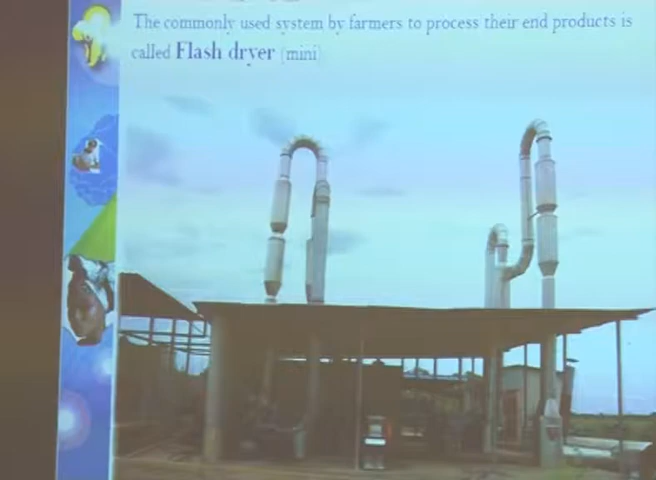 The commonly used system by farmers to process their end products is
called Flash dryer (mini)